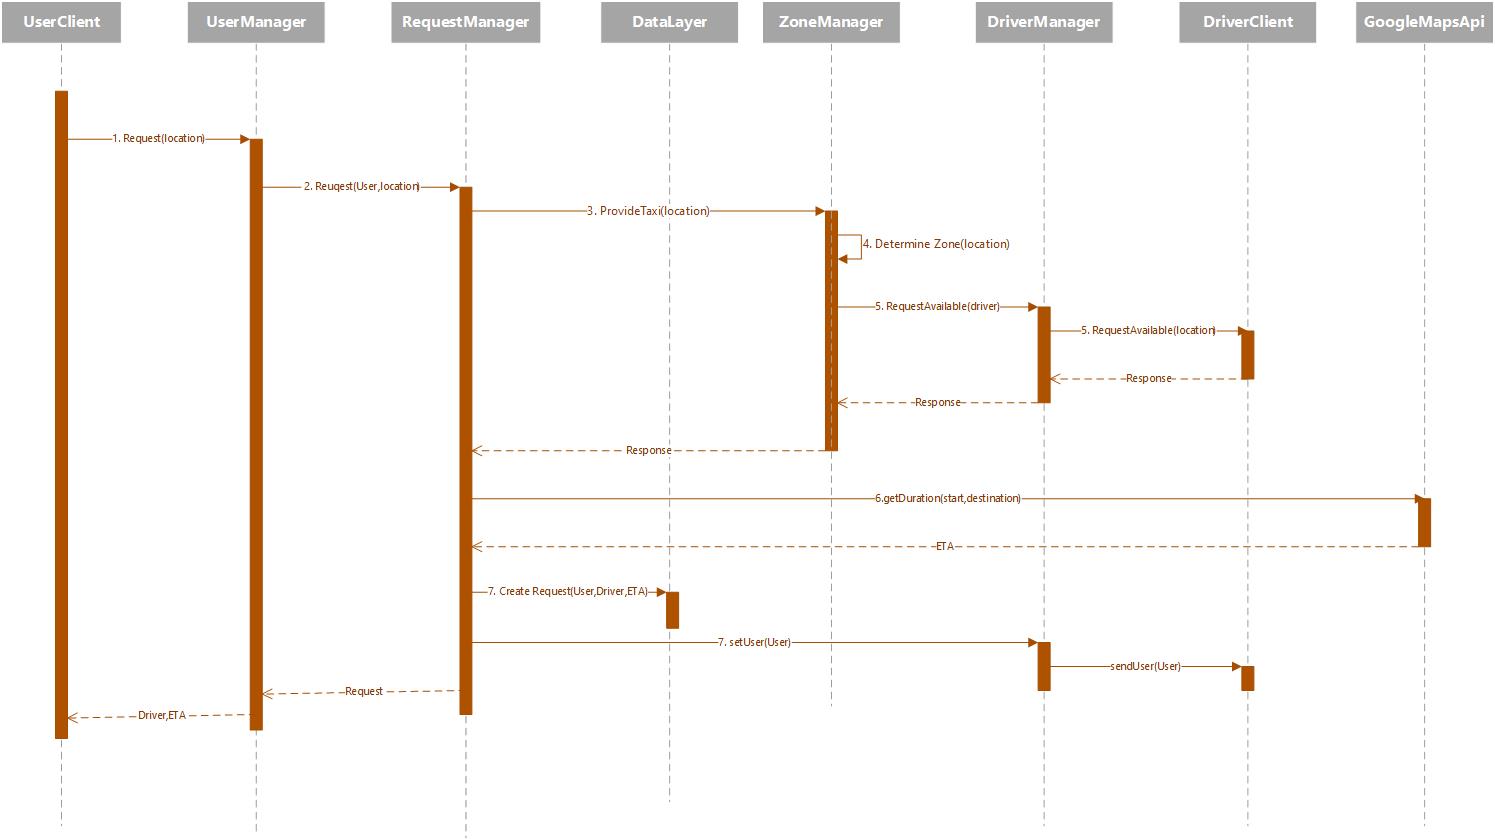 UserClient
UserManager
RequestManager
DataLayer
ZoneManager
DriverManager
DriverClient
GoogleMapsApi
1. Request(location)
2. Reuqest(User,location)
3. ProvideTaxi(location)
4. Determine Zone(location)
5. RequestAvailable(driver)
5. RequestAvailable(location)
Response
Response
Response
6.getDuration(start,destination)
ETA
7. Create Request(User,Driver,ETA)
7. setUser(User)
sendUser(User)
Request
Driver,ETA